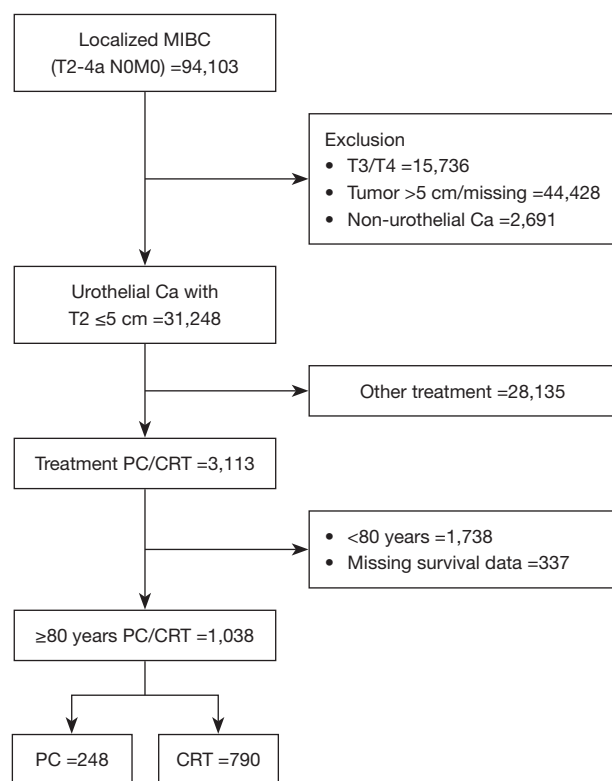 Localized MIBC
(T2-4a N0M0) =94,103
Exclusion
• T3/T4 =15,736
• Tumor >5 cm/missing =44,428
• Non-urothelial Ca =2,691
Urothelial Ca with
T2 ≤5 cm =31,248
Other treatment =28,135
Treatment PC/CRT =3,113
• <80 years =1,738
• Missing survival data =337
≥80 years PC/CRT =1,038
PC =248
CRT =790